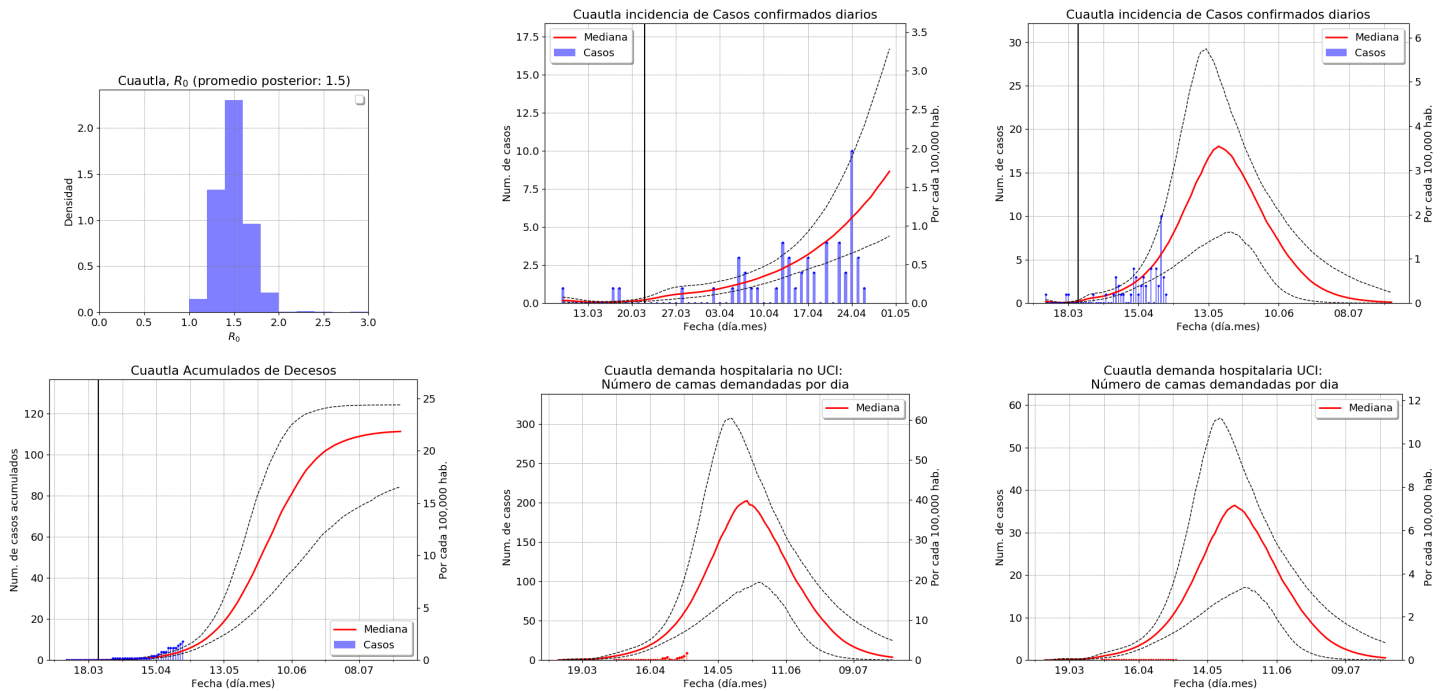 Cuautla, R₀ (promedio posterior: 1.5)
Densidad
2.0
1.5
1.0
0.5
0.0
0.0 0.5 1.0 1.5 2.0 2.5 3.0
R₀
Cuautla incidencia de Casos confirmados diarios
Mediana
Casos
Num. de casos
17.5
15.0
12.5
10.0
7.5
5.0
2.5
0.0
3.5
3.0
2.5
2.0
1.5
1.0
0.5
0.0
Por cada 100,000 hab.
13.03 20.03 27.03 03.04 10.04 17.04 24.04 01.05
Fecha (día.mes)
Cuautla incidencia de Casos confirmados diarios
Mediana
Casos
Num. de casos
30
25
20
15
10
5
0
6
5
4
3
2
1
0
Por cada 100,000 hab.
18.03 15.04 13.05 10.06 08.07
Fecha (día.mes)
Cuautla Acumulados de Decesos
Num. de casos acumulados
120
100
80
60
40
20
0
25
20
15
10
5
0
Por cada 100,000 hab.
Mediana
Casos
18.03 15.04 13.05 10.06 08.07
Fecha (día.mes)
Cuautla demanda hospitalaria no UCI:
Número de camas demandadas por dia
Mediana
Num. de casos
300
250
200
150
100
50
0
60
50
40
30
20
10
0
Por cada 100,000 hab.
19.03 16.04 14.05 11.06 09.07
Fecha (día.mes)
Cuautla demanda hospitalaria UCI:
Número de camas demandadas por dia
Mediana
Num. de casos
60
50
40
30
20
10
0
12
10
8
6
4
2
0
Por cada 100,000 hab.
19.03 16.04 14.05 11.06 09.07
Fecha (día.mes)